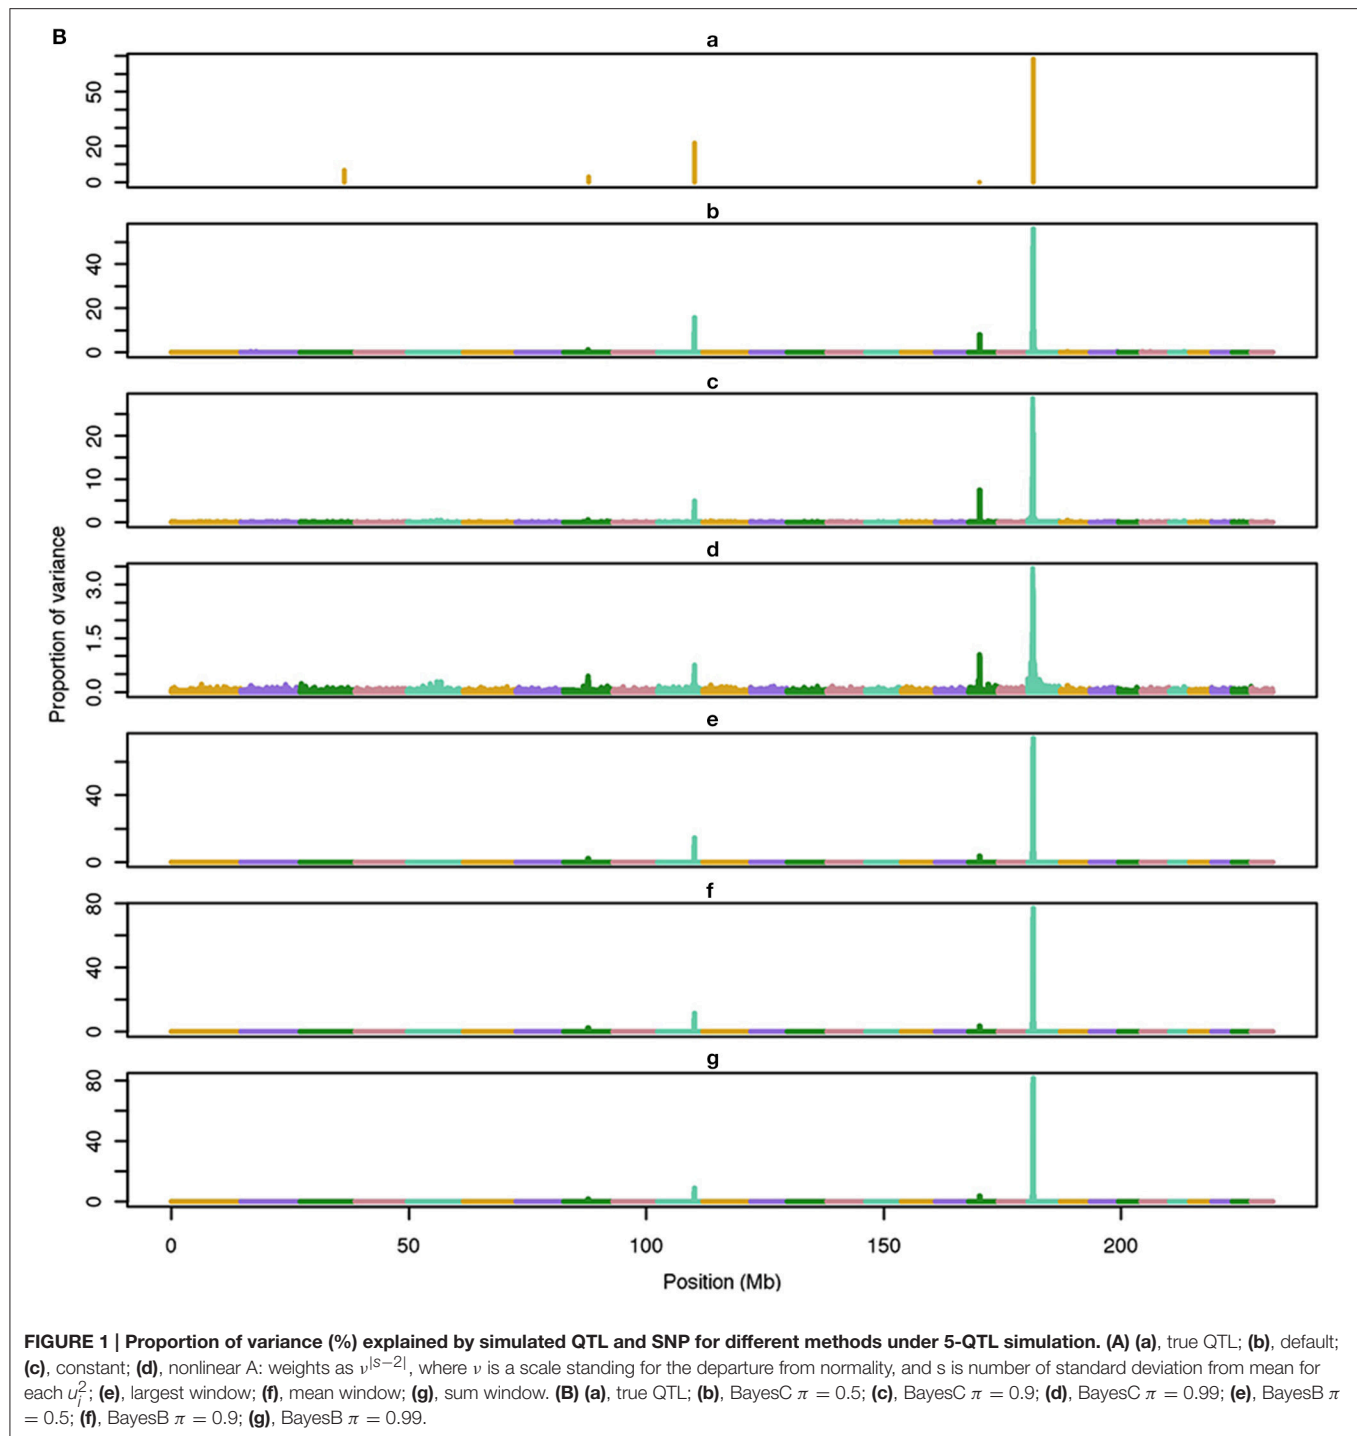 B
a
50
20
0
b
40
20
0
c
20
10
0
d
3.0
1.5
0.0
e
40
0
f
80
40
0
g
80
40
0
Proportion of variance
0 50 100 150 200
Position (Mb)
FIGURE 1 | Proportion of variance (%) explained by simulated QTL and SNP for different methods under 5-QTL simulation. (A) (a), true QTL; (b), default;
(c), constant; (d), nonlinear A: weights as ν^|s−2|, where ν is a scale standing for the departure from normality, and s is number of standard deviation from mean for
each u_i^2; (e), largest window; (f), mean window; (g), sum window. (B) (a), true QTL; (b), BayesC π = 0.5; (c), BayesC π = 0.9; (d), BayesC π = 0.99; (e), BayesB π
= 0.5; (f), BayesB π = 0.9; (g), BayesB π = 0.99.